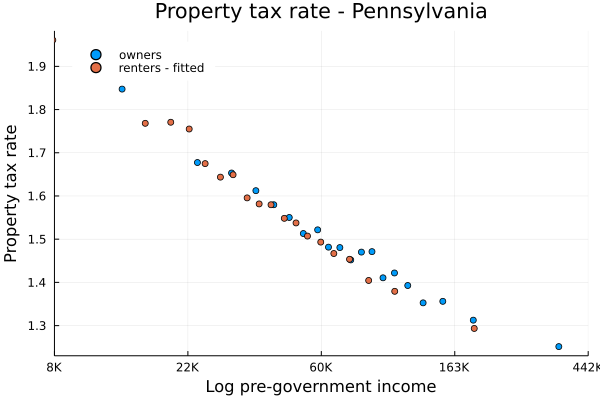 Property tax rate - Pennsylvania
owners
renters - fitted
Property tax rate
1.9
1.8
1.7
1.6
1.5
1.4
1.3
8K
22K
60K
163K
442K
Log pre-government income